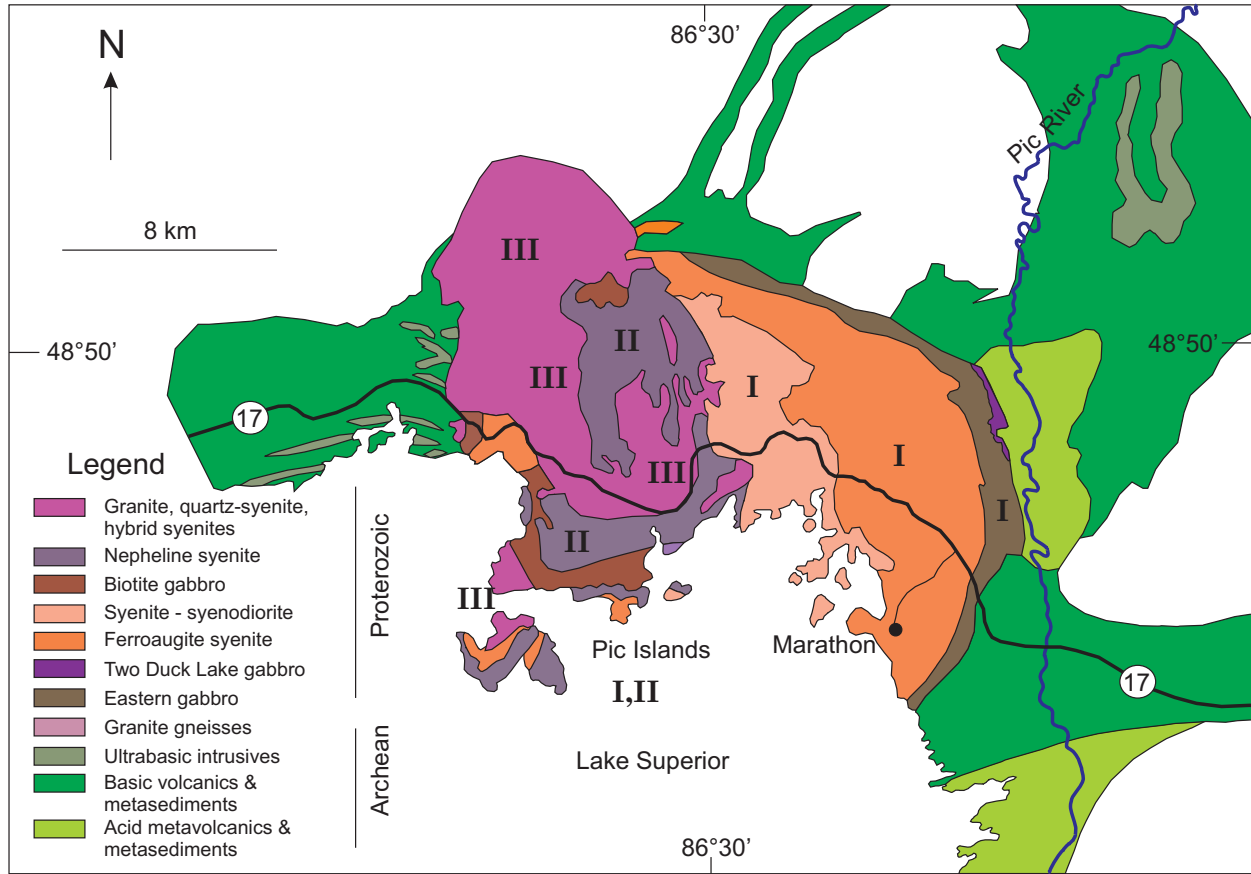 86°30'
N
Pic River
8 km
III
II
48°50'
48°50'
III
I
17
I
III
I
Legend
Granite, quartz-syenite,
hybrid syenites
Nepheline syenite
Biotite gabbro
Syenite - syenodiorite
Ferroaugite syenite
Two Duck Lake gabbro
Eastern gabbro
Granite gneisses
Ultrabasic intrusives
Basic volcanics &
metasediments
Acid metavolcanics &
metasediments
Proterozoic
Archean
II
III
Pic Islands
I,II
Marathon
17
Lake Superior
86°30'